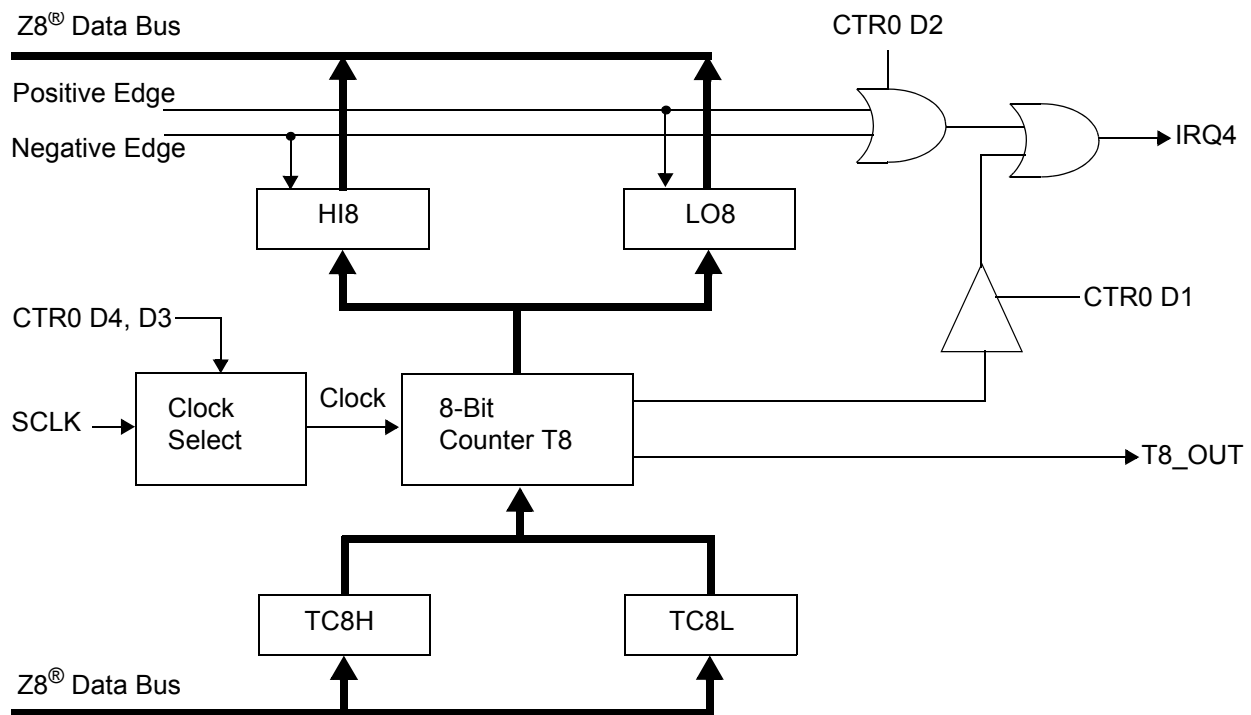 Z8® Data Bus
CTR0 D2
Positive Edge
Negative Edge
IRQ4
HI8
LO8
CTR0 D4, D3
CTR0 D1
SCLK
Clock
Select
Clock
8-Bit
Counter T8
T8_OUT
TC8H
TC8L
Z8® Data Bus